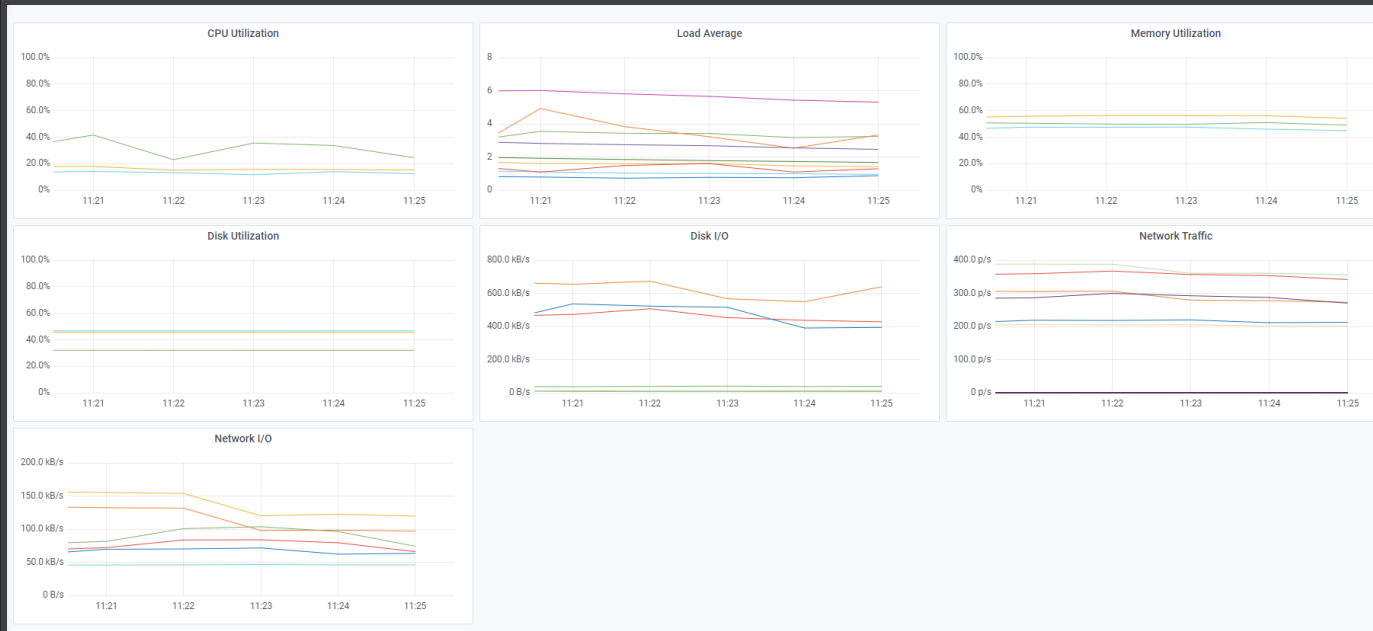 CPU Utilization
100.0%
80.0%
60.0%
40.0%
20.0%
0%
11:21 11:22 11:23 11:24 11:25
Load Average
8
6
4
2
0
11:21 11:22 11:23 11:24 11:25
Memory Utilization
100.0%
80.0%
60.0%
40.0%
20.0%
0%
11:21 11:22 11:23 11:24 11:25
Disk Utilization
100.0%
80.0%
60.0%
40.0%
20.0%
0%
11:21 11:22 11:23 11:24 11:25
Disk I/O
800.0 kB/s
600.0 kB/s
400.0 kB/s
200.0 kB/s
0 B/s
11:21 11:22 11:23 11:24 11:25
Network Traffic
400.0 p/s
300.0 p/s
200.0 p/s
100.0 p/s
0 p/s
11:21 11:22 11:23 11:24 11:25
Network I/O
200.0 kB/s
150.0 kB/s
100.0 kB/s
50.0 kB/s
0 B/s
11:21 11:22 11:23 11:24 11:25